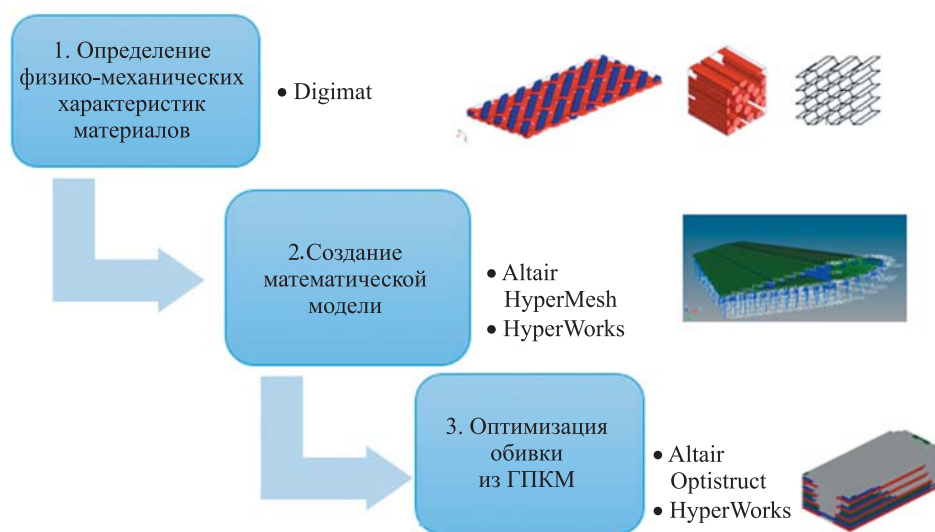 1. Определение
физико-механических
характеристик
материалов
• Digimat
2.Создание
математической
модели
• Altair
HyperMesh
• HyperWorks
3. Оптимизация
обивки
из ГПКМ
• Altair
Optistruct
• HyperWorks